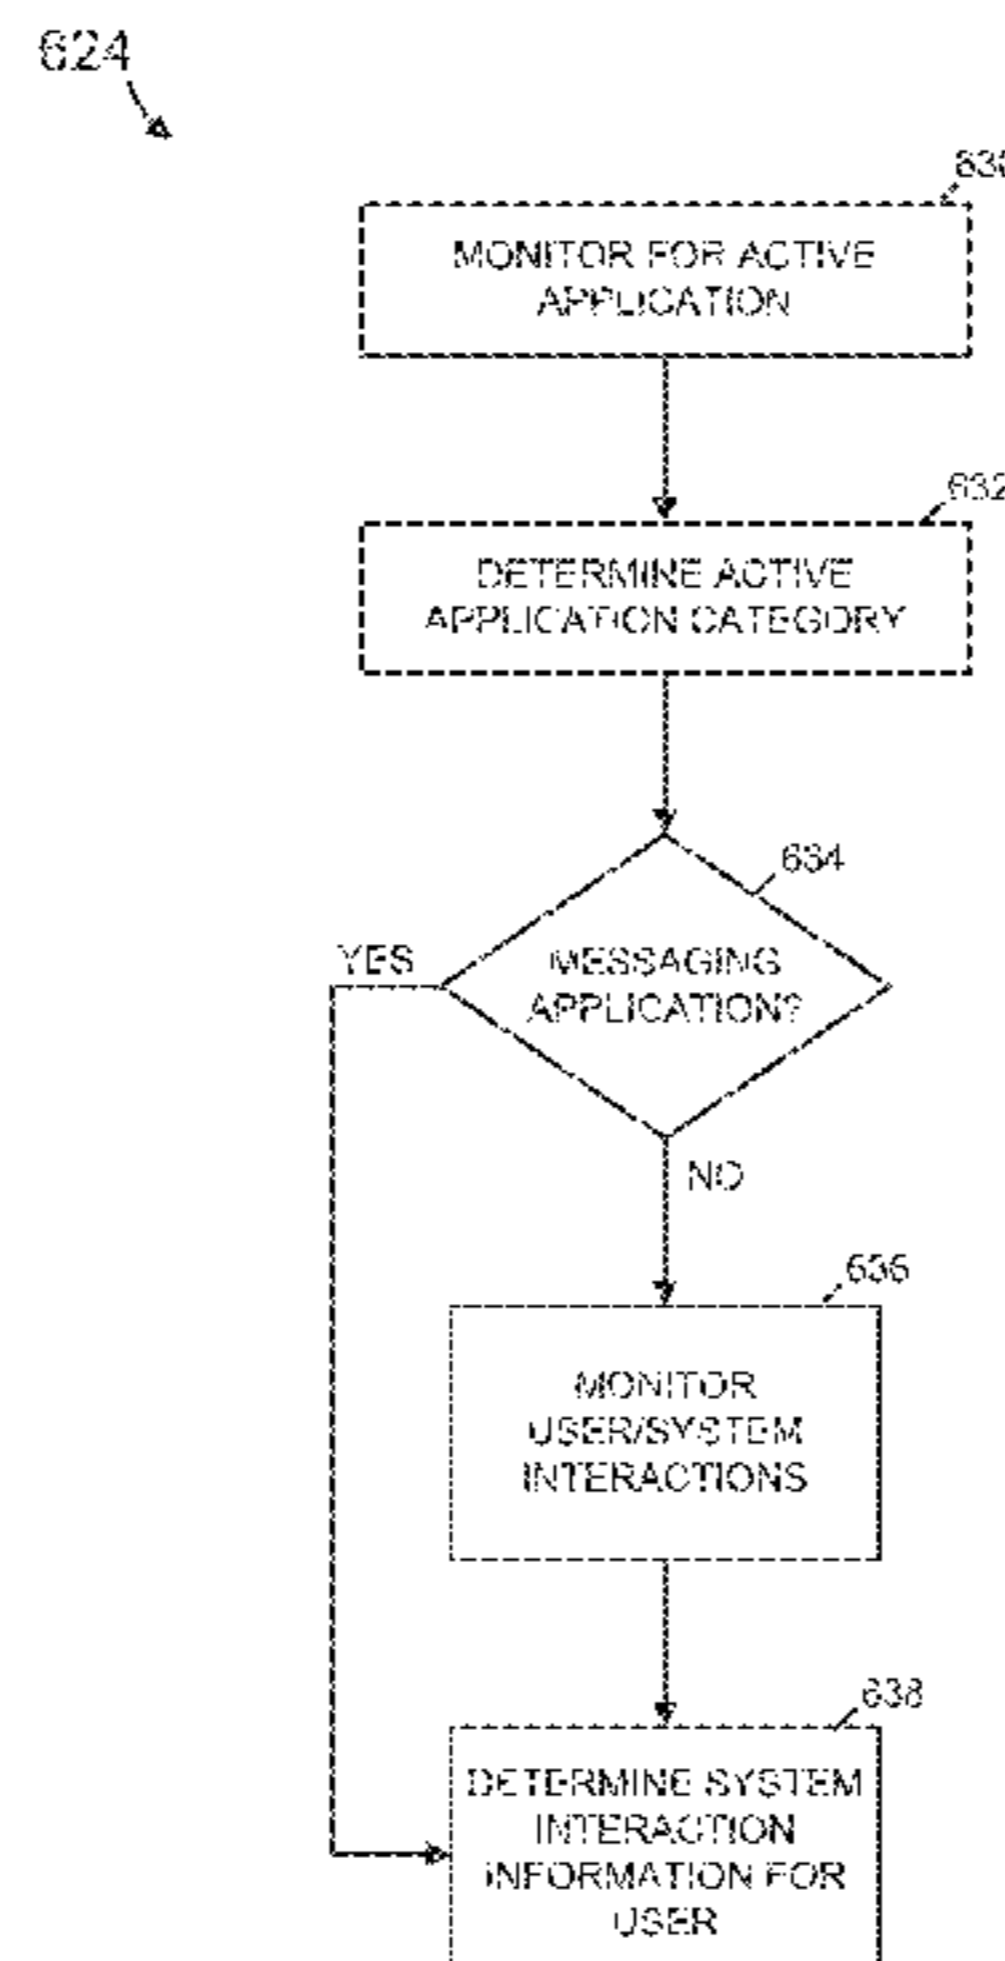 624
MONITOR FOR ACTIVE
APPLICATION
632
DETERMINE ACTIVE
APPLICATION CATEGORY
634
YES
MESSAGING
APPLICATION?
NO
636
MONITOR
USER/SYSTEM
INTERACTIONS
638
DETERMINE SYSTEM
INTERACTION
INFORMATION FOR
USER